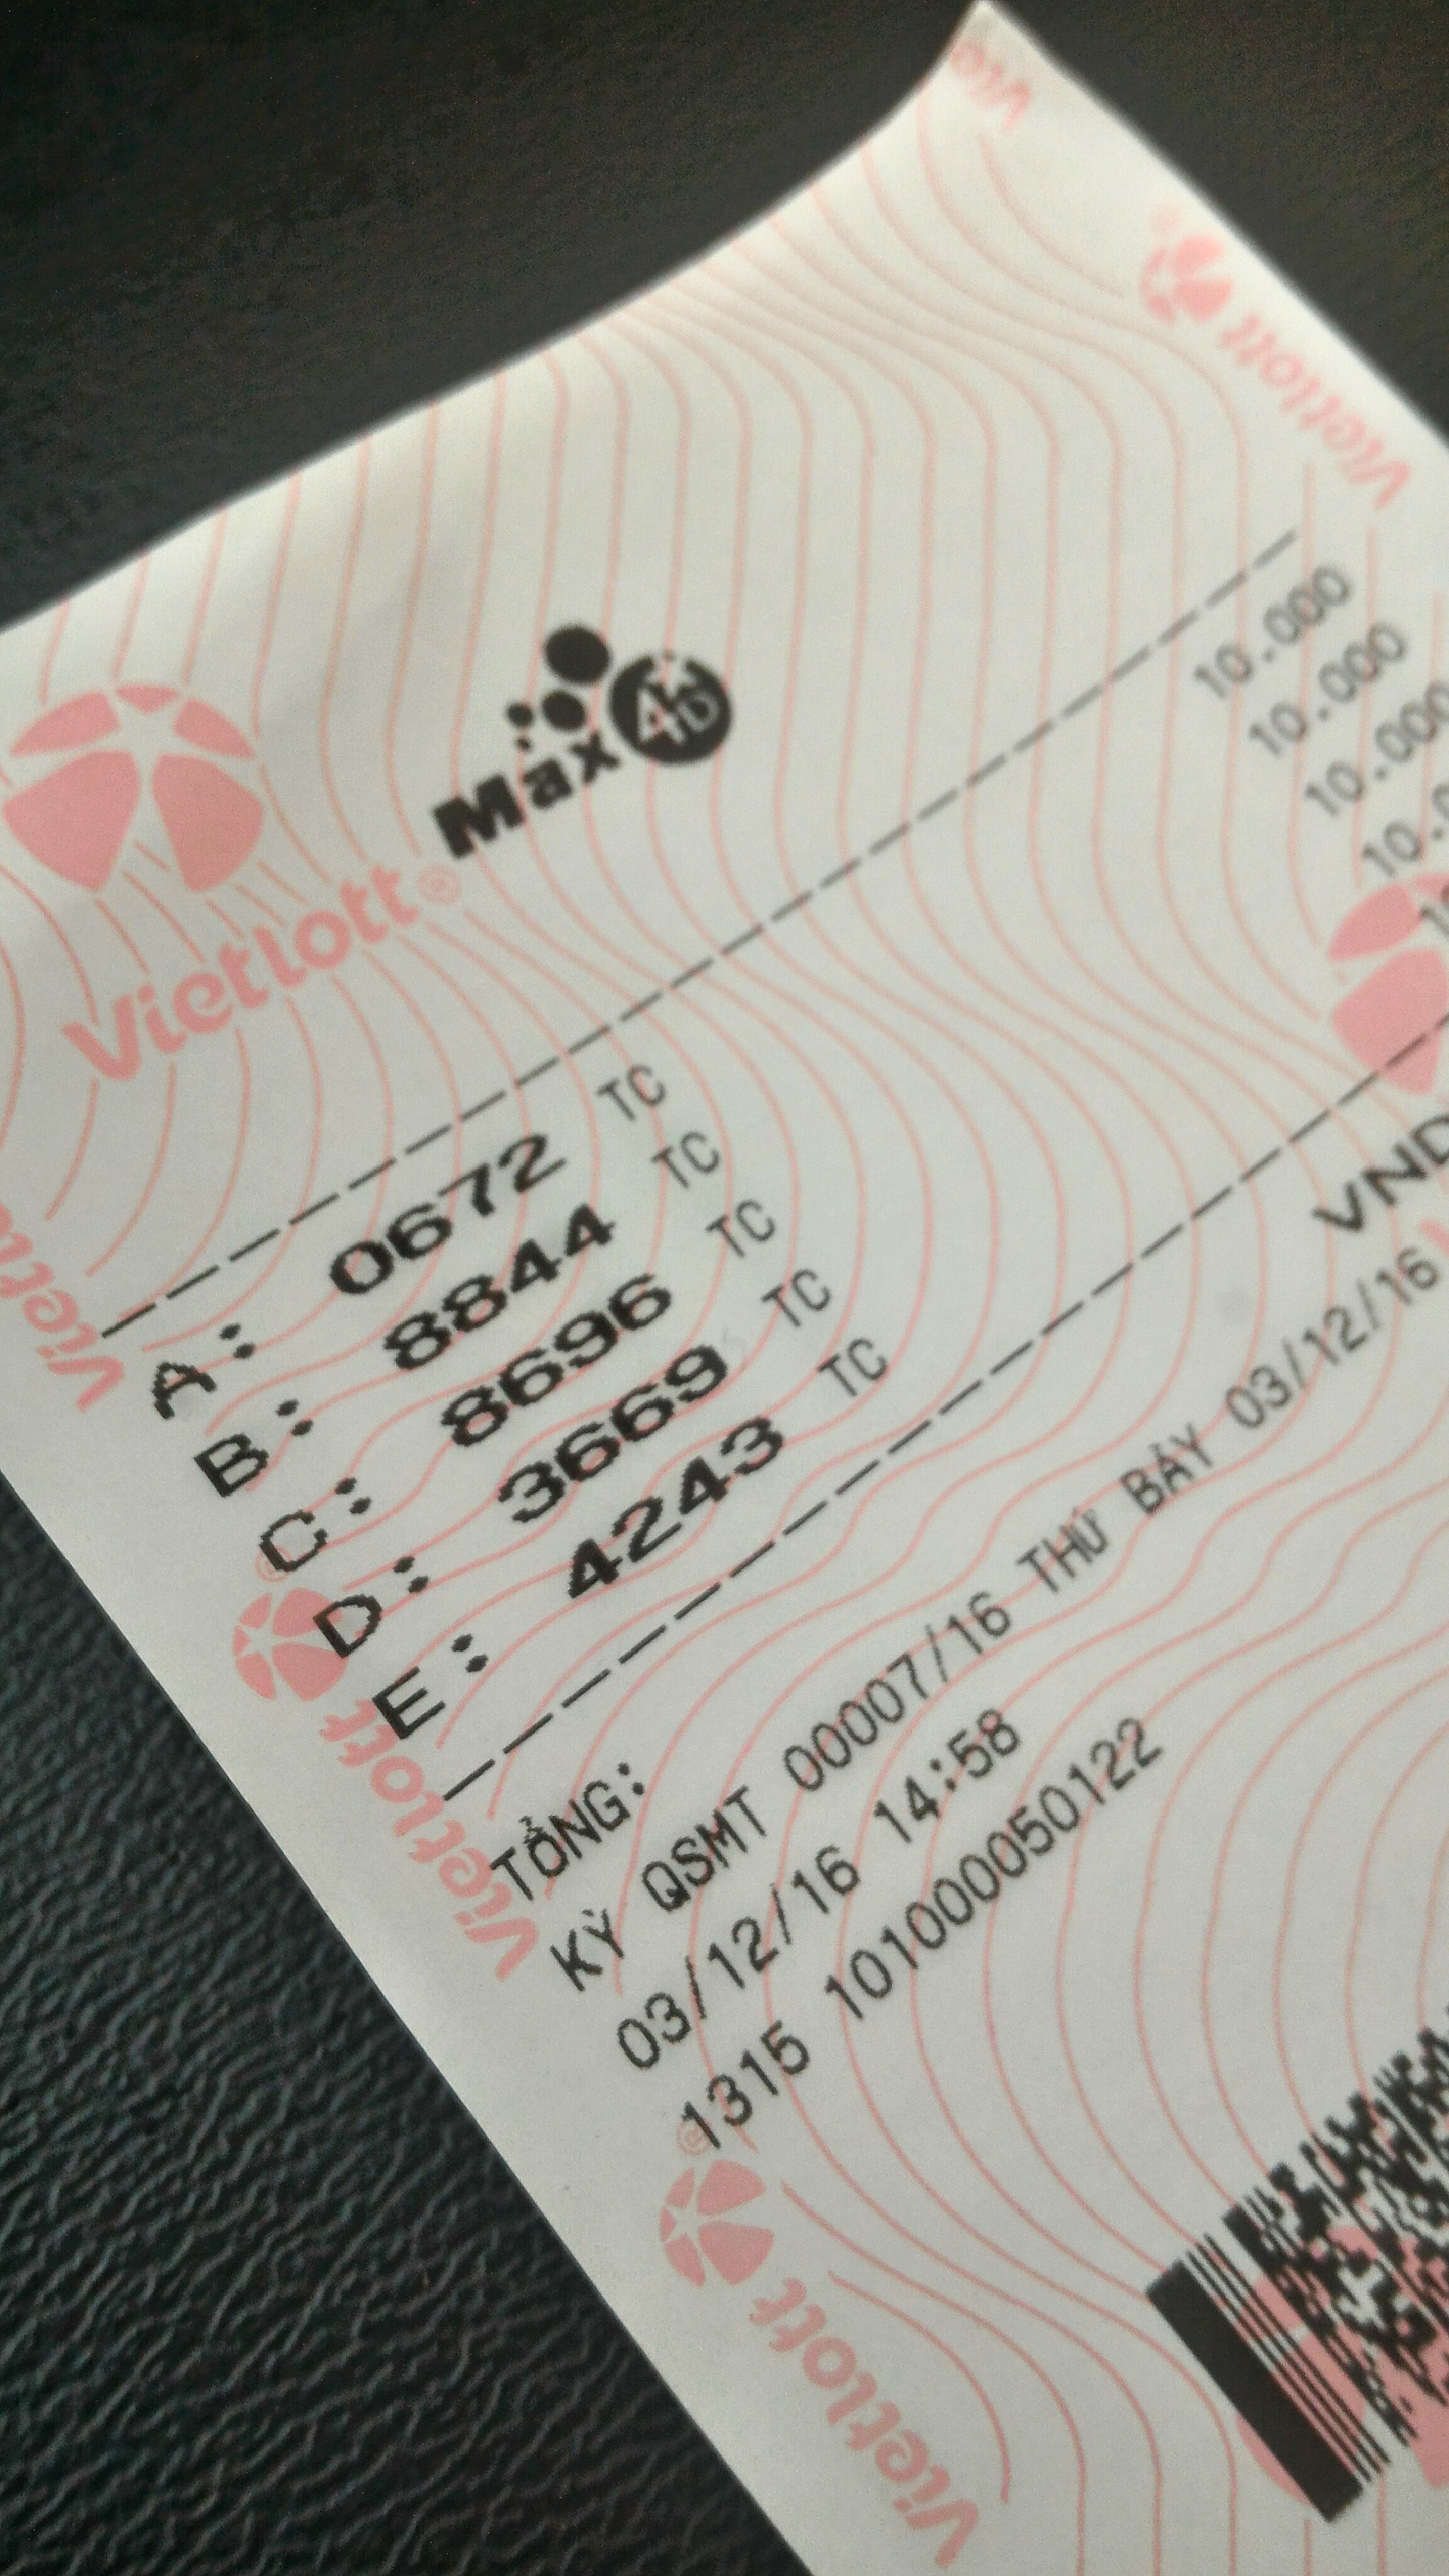 Vietlott
Max 4D
A: 0672 TC 10.000
B: 8844 TC 10.000
C: 8696 TC 10.000
D: 3669 TC
E: 4243 TC
TỔNG: VND
KỲ QSMT 00007/16 THỨ BẢY 03/12/16
03/12/16 14:58
1315 101000050122
Vietlott
Vietlott
Vietlott
Vietlott